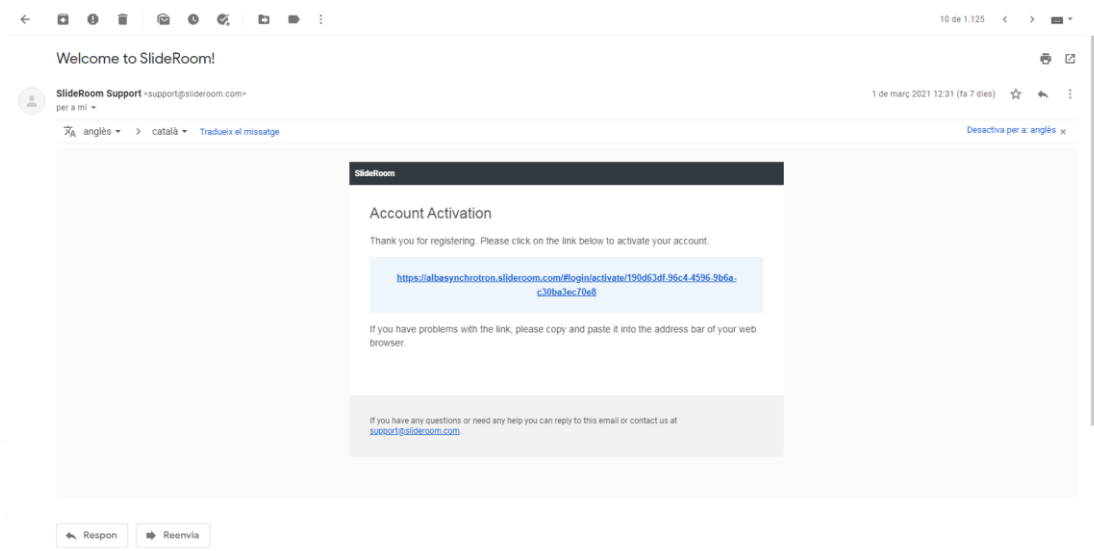 10 de 1.125
Welcome to SlideRoom!
SlideRoom Support <support@slideroom.com>
1 de març 2021 12:31 (fa 7 dies)
per a mi
anglès > català Tradueix el missatge
Desactiva per a: anglès x
SlideRoom
Account Activation
Thank you for registering. Please click on the link below to activate your account.
https://albasynchrotron.slideroom.com/#login/activate/190d63df-96c4-4596-9b6a-
c30ba3ec70e8
If you have problems with the link, please copy and paste it into the address bar of your web
browser.
If you have any questions or need any help you can reply to this email or contact us at
support@slideroom.com.
Respon
Reenvia